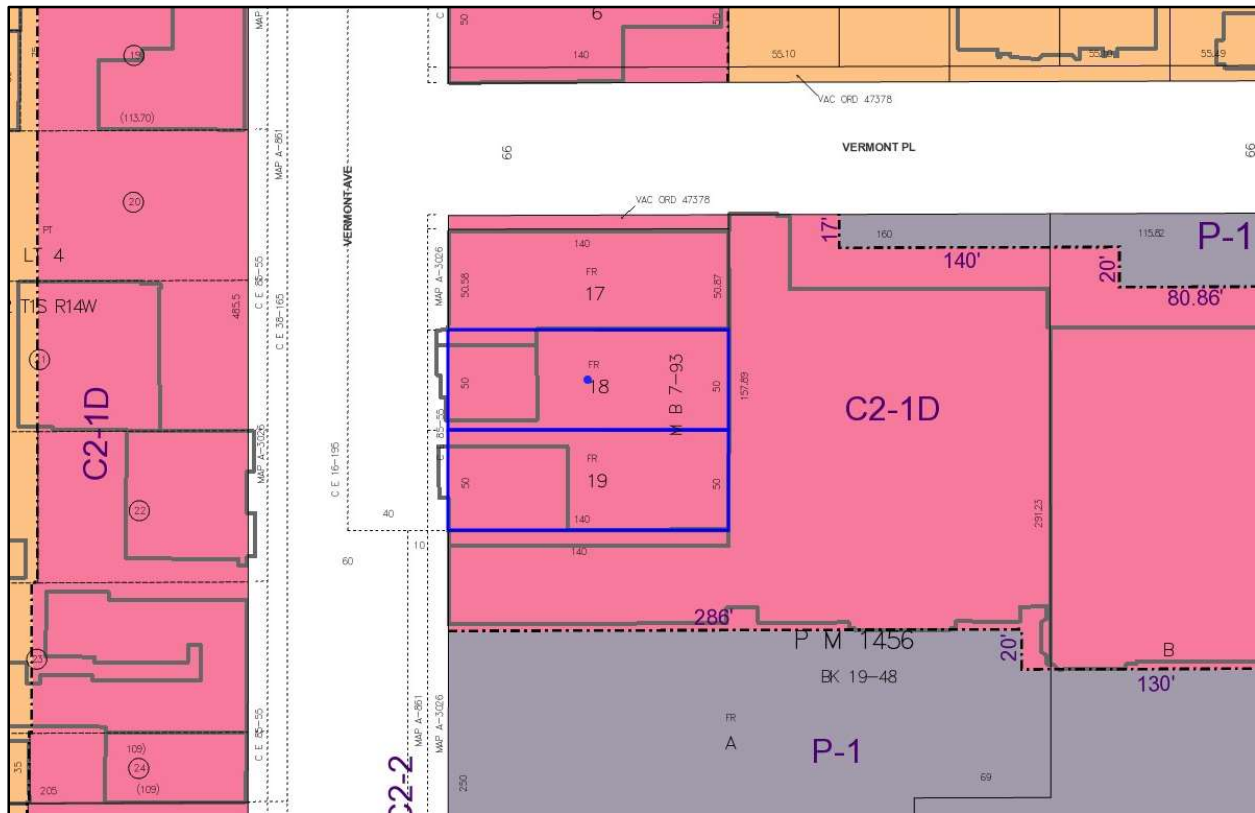 6
50
140
50
55.10
55.49
VAC ORD 47378
VERMONT PL
66
66
MAP
75
19
(113.70)
MAP A-861
20
PT
LT 4
T1S R14W
485.5
C E 85-55
C E 38-165
21
C2-1D
MAP A-3026
22
23
C E 85-55
109)
24
35
205
(109)
VERMONT AVE
C E 16-195
40
60
10
VAC ORD 47378
140
FR
17
MAP A-3026
50.58
50.87
FR
18
50
50
M B 7-93
FR
19
50
50
140
140
157.89
17'
160
140'
115.82
P-1
20'
80.86'
C2-1D
291.23
286'
P M 1456
20'
B
BK 19-48
130'
FR
A
P-1
69
250
MAP A-861
MAP A-3026
C2-2